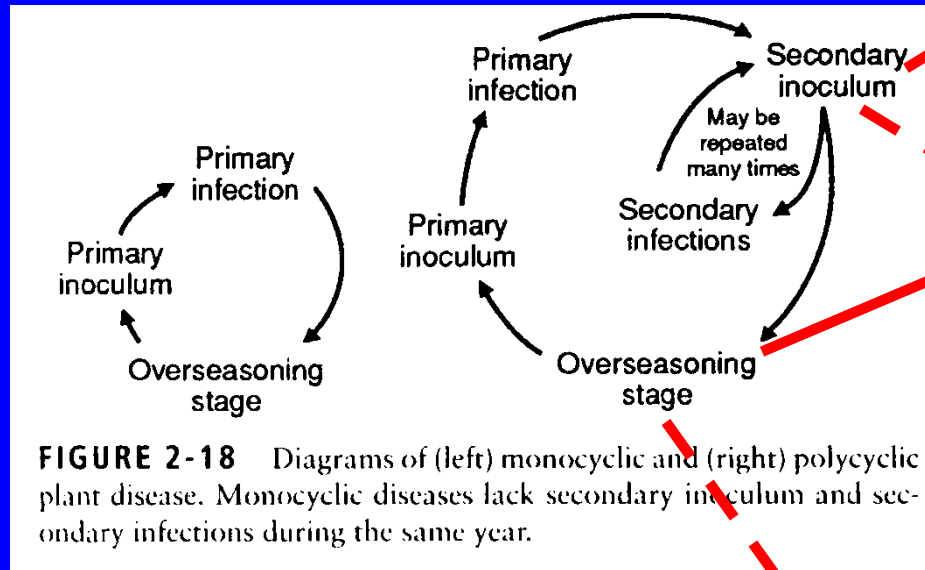 Primary
infection
Primary
inoculum
Overseasoning
stage
Primary
infection
Secondary
inoculum
May be
repeated
many times
Secondary
infections
Primary
inoculum
Overseasoning
stage
FIGURE 2-18 Diagrams of (left) monocyclic and (right) polycyclic
plant disease. Monocyclic diseases lack secondary inoculum and sec-
ondary infections during the same year.